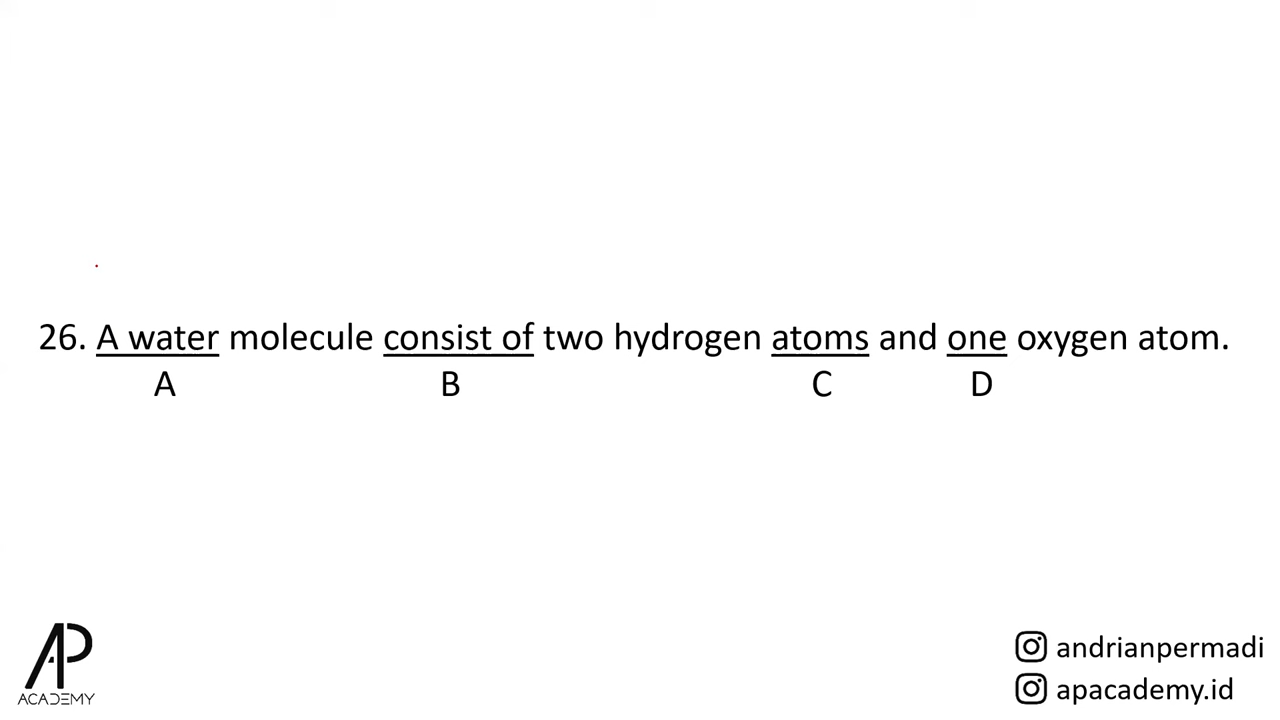 26. A water molecule consist of two hydrogen atoms and one oxygen atom.
A B C D
AP
ACADEMY
andrianpermadi
apacademy.id